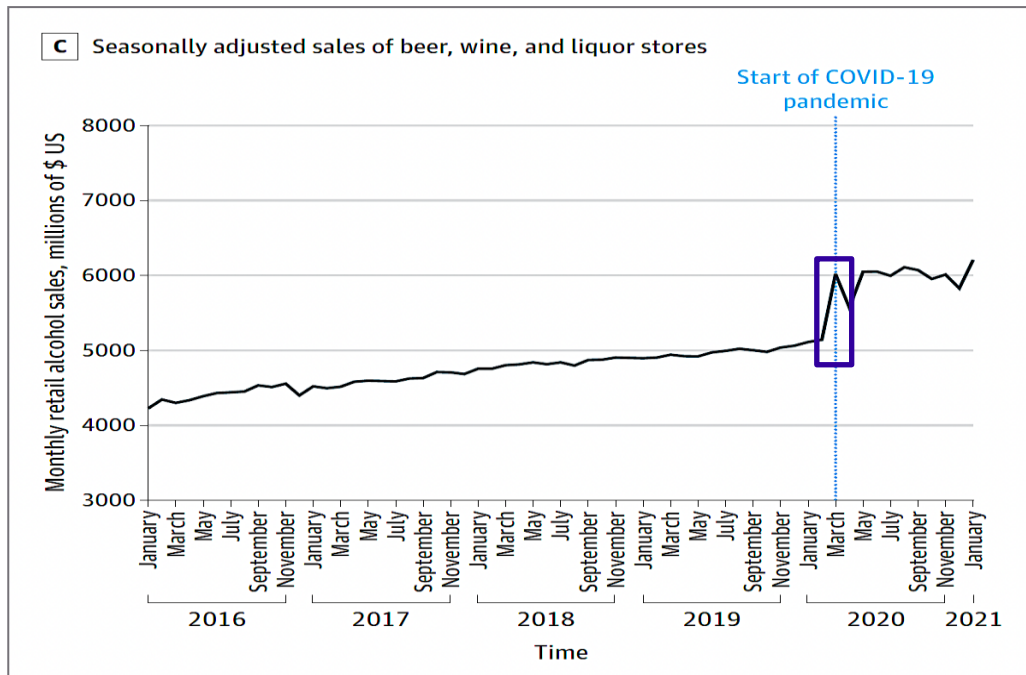 C Seasonally adjusted sales of beer, wine, and liquor stores
Start of COVID-19
pandemic
Monthly retail alcohol sales, millions of $ US
8000
7000
6000
5000
4000
3000
January
March
May
July
September
November
January
March
May
July
September
November
January
March
May
July
September
November
January
March
May
July
September
November
January
March
May
July
September
November
January
2016 2017 2018 2019 2020 2021
Time